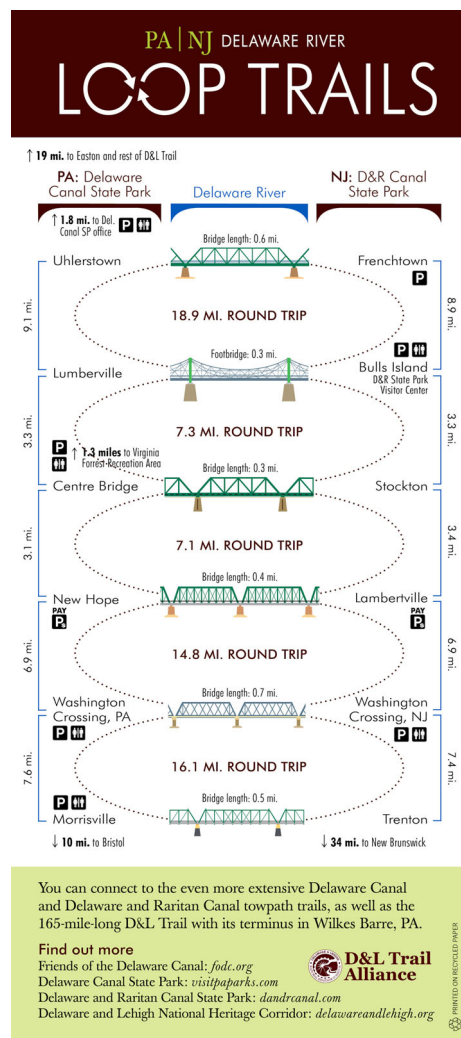 PA | NJ DELAWARE RIVER
LOOP TRAILS
↑ 19 mi. to Easton and rest of D&L Trail
PA: Delaware
Canal State Park
Delaware River
NJ: D&R Canal
State Park
↑ 1.8 mi. to Del.
Canal SP office
P
Bridge length: 0.6 mi.
Uhlerstown
Frenchtown
P
9.1 mi.
18.9 MI. ROUND TRIP
8.9 mi.
P
Footbridge: 0.3 mi.
Lumberville
Bulls Island
D&R State Park
Visitor Center
3.3 mi.
7.3 MI. ROUND TRIP
3.3 mi.
P
↑ 1.3 miles to Virginia
Forrest Recreation Area
Bridge length: 0.3 mi.
Centre Bridge
Stockton
3.1 mi.
7.1 MI. ROUND TRIP
3.4 mi.
Bridge length: 0.4 mi.
New Hope
Lambertville
PAY
P$
PAY
P$
6.9 mi.
14.8 MI. ROUND TRIP
6.9 mi.
Bridge length: 0.7 mi.
Washington
Crossing, PA
Washington
Crossing, NJ
P
P
7.6 mi.
16.1 MI. ROUND TRIP
7.4 mi.
P
Bridge length: 0.5 mi.
Morrisville
Trenton
↓ 10 mi. to Bristol
↓ 34 mi. to New Brunswick
You can connect to the even more extensive Delaware Canal
and Delaware and Raritan Canal towpath trails, as well as the
165-mile-long D&L Trail with its terminus in Wilkes Barre, PA.
Find out more
Friends of the Delaware Canal: fodc.org
Delaware Canal State Park: visitpaparks.com
Delaware and Raritan Canal State Park: dandrcanal.com
Delaware and Lehigh National Heritage Corridor: delawareandlehigh.org
D&L Trail
Alliance
PRINTED ON RECYCLED PAPER